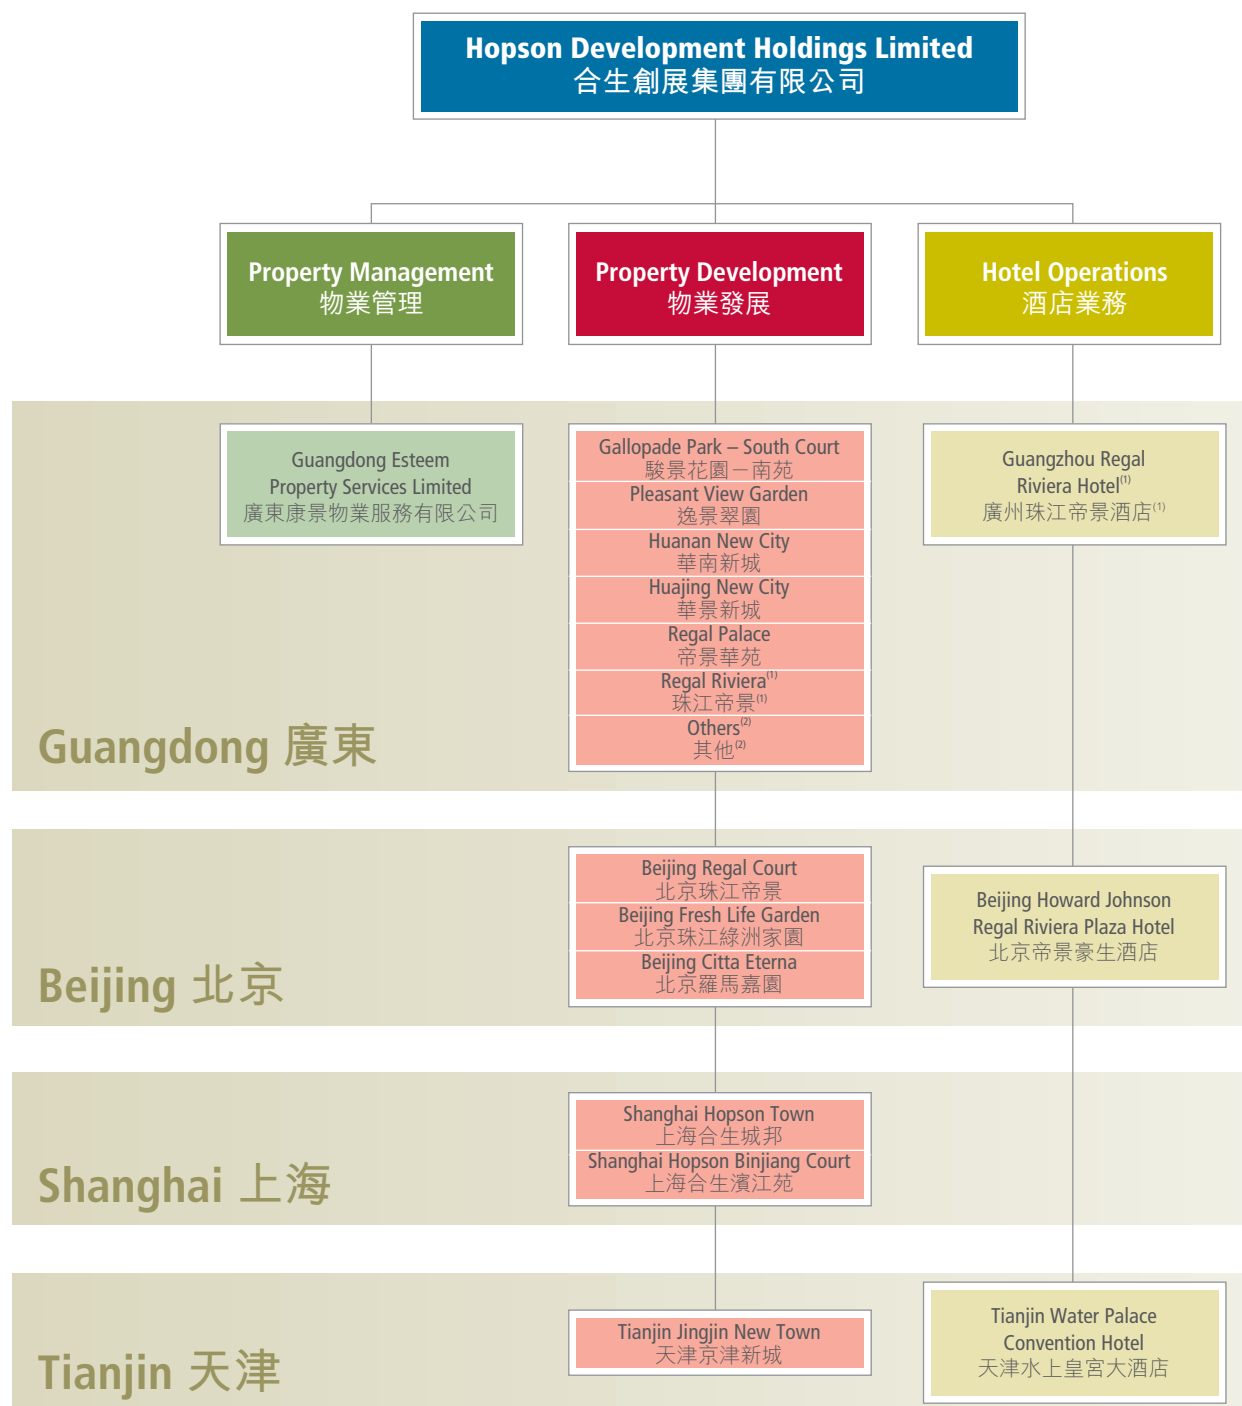 Hopson Development Holdings Limited
合生創展集團有限公司
Property Management
物業管理
Property Development
物業發展
Hotel Operations
酒店業務
Guangdong Esteem
Property Services Limited
廣東康景物業服務有限公司
Gallopade Park – South Court
駿景花園－南苑
Pleasant View Garden
逸景翠園
Huanan New City
華南新城
Huajing New City
華景新城
Regal Palace
帝景華苑
Regal Riviera(1)
珠江帝景(1)
Others(2)
其他(2)
Guangzhou Regal
Riviera Hotel(1)
廣州珠江帝景酒店(1)
Guangdong 廣東
Beijing Regal Court
北京珠江帝景
Beijing Fresh Life Garden
北京珠江綠洲家園
Beijing Citta Eterna
北京羅馬嘉園
Beijing Howard Johnson
Regal Riviera Plaza Hotel
北京帝景豪生酒店
Beijing 北京
Shanghai Hopson Town
上海合生城邦
Shanghai Hopson Binjiang Court
上海合生濱江苑
Shanghai 上海
Tianjin Jingjin New Town
天津京津新城
Tianjin Water Palace
Convention Hotel
天津水上皇宮大酒店
Tianjin 天津